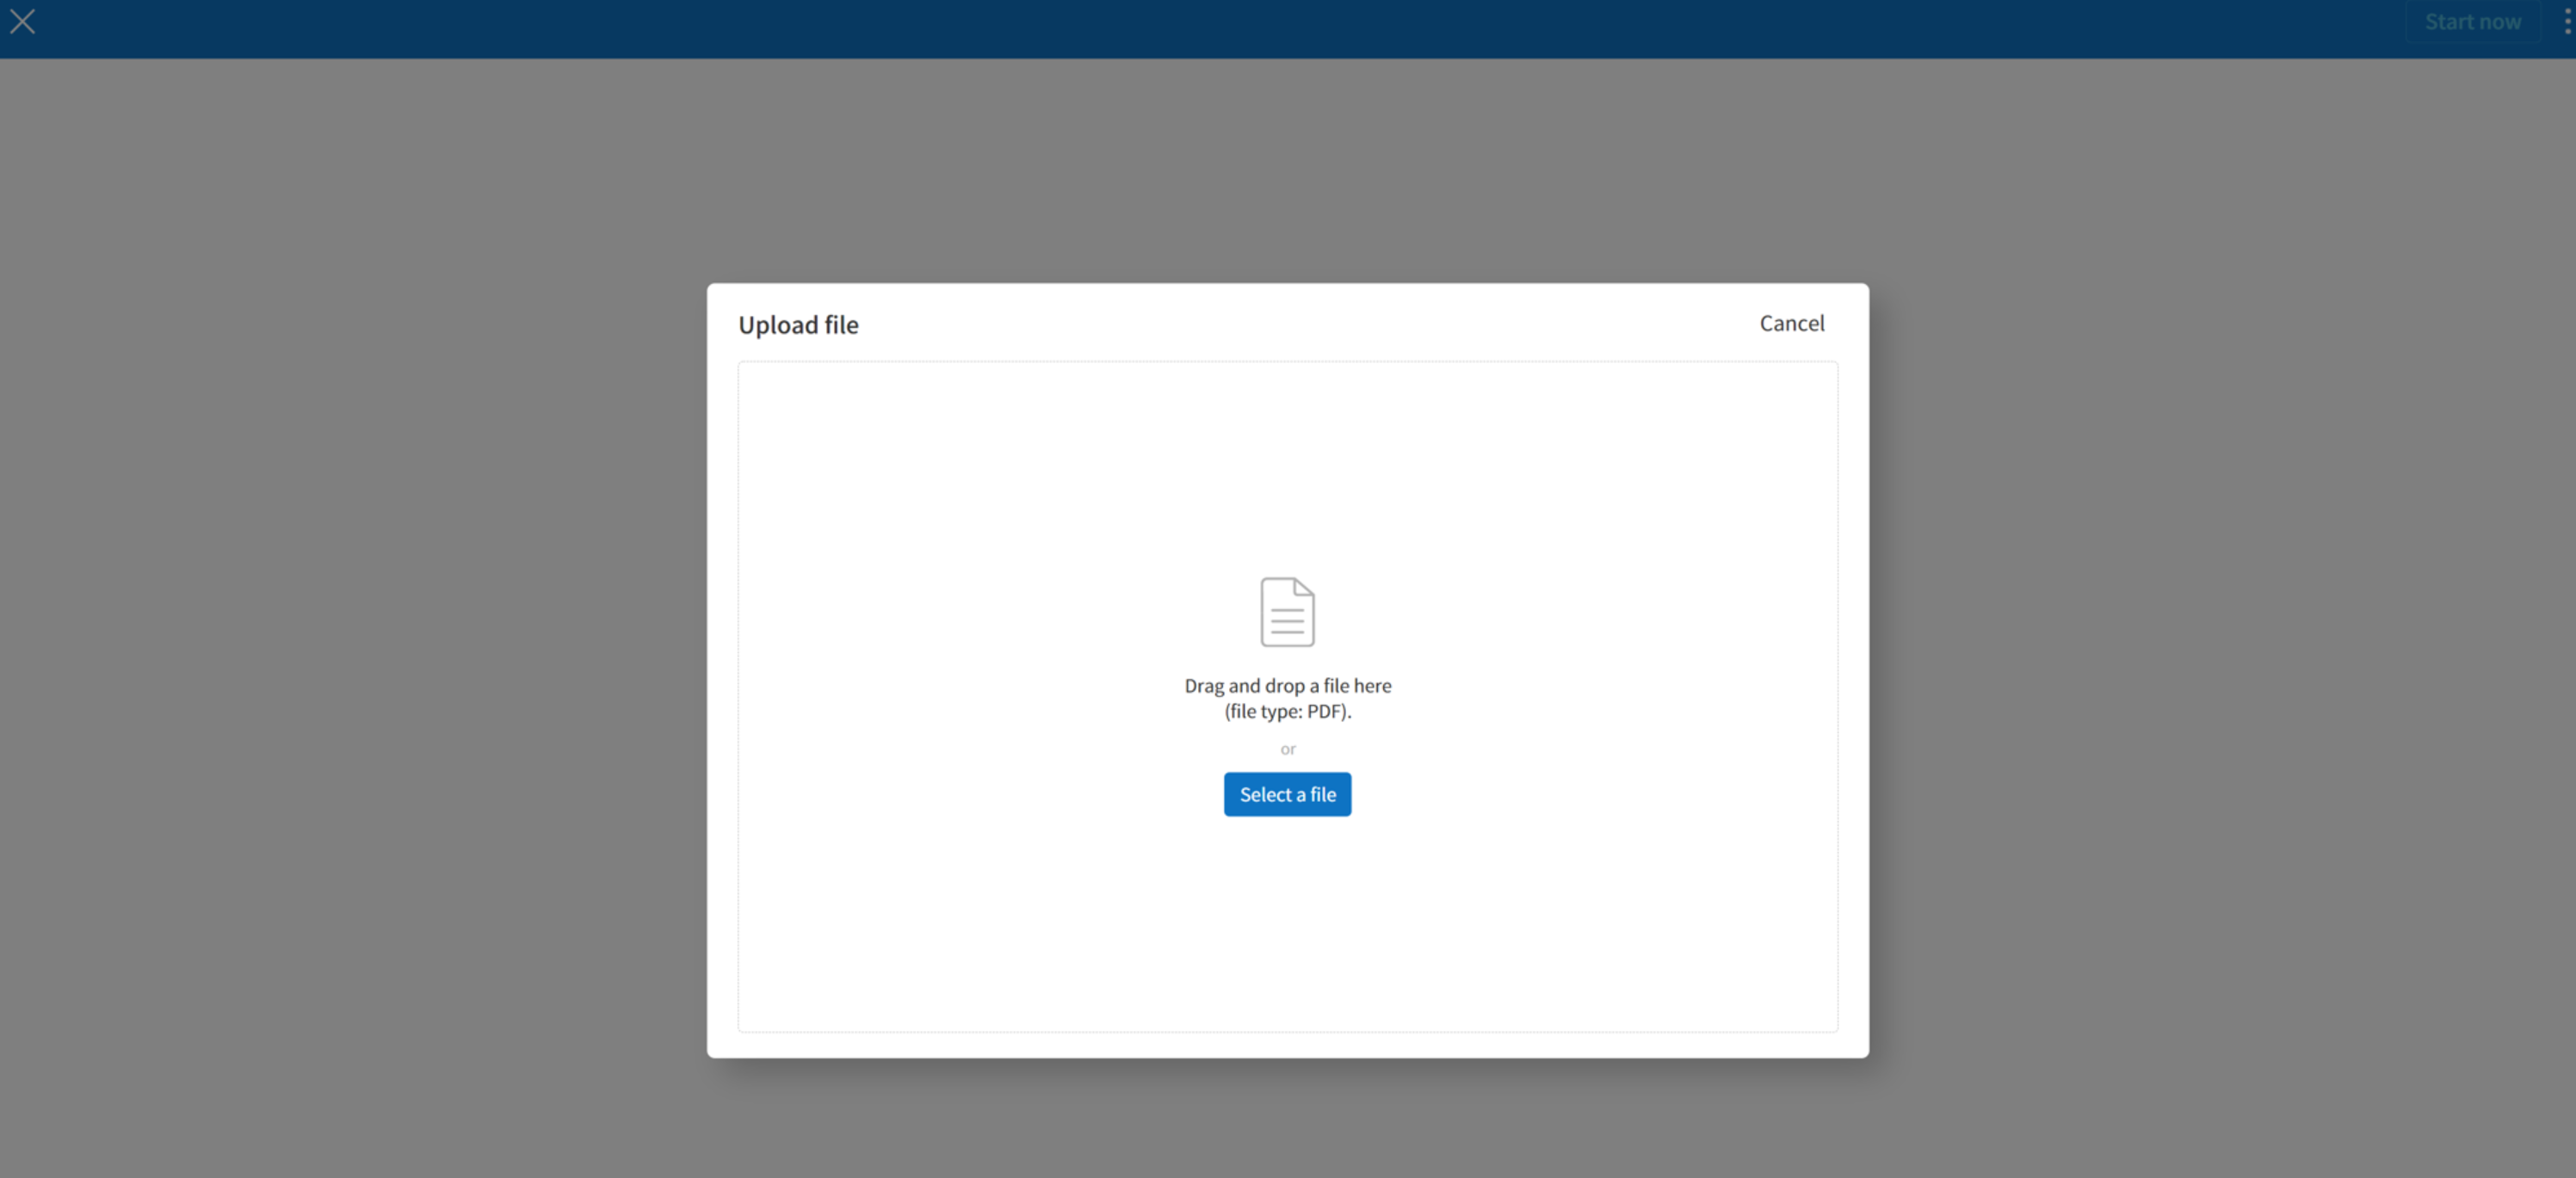 Start now
Upload file
Cancel
Drag and drop a file here
(file type: PDF).
or
Select a file